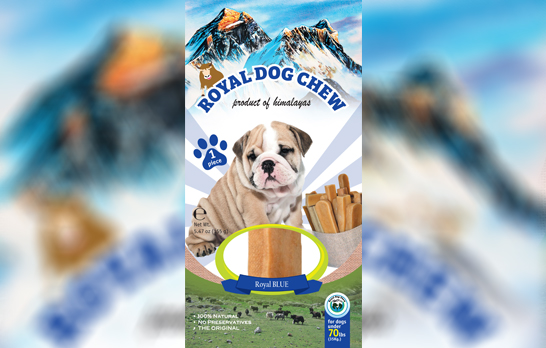 ROYAL DOG CHEW
product of himalayas
1
piece
e
Net wt.
Royal BLUE
• 100% NATURAL
• NO PRESERVATIVES
• THE ORIGINAL
for dogs
under
70lbs